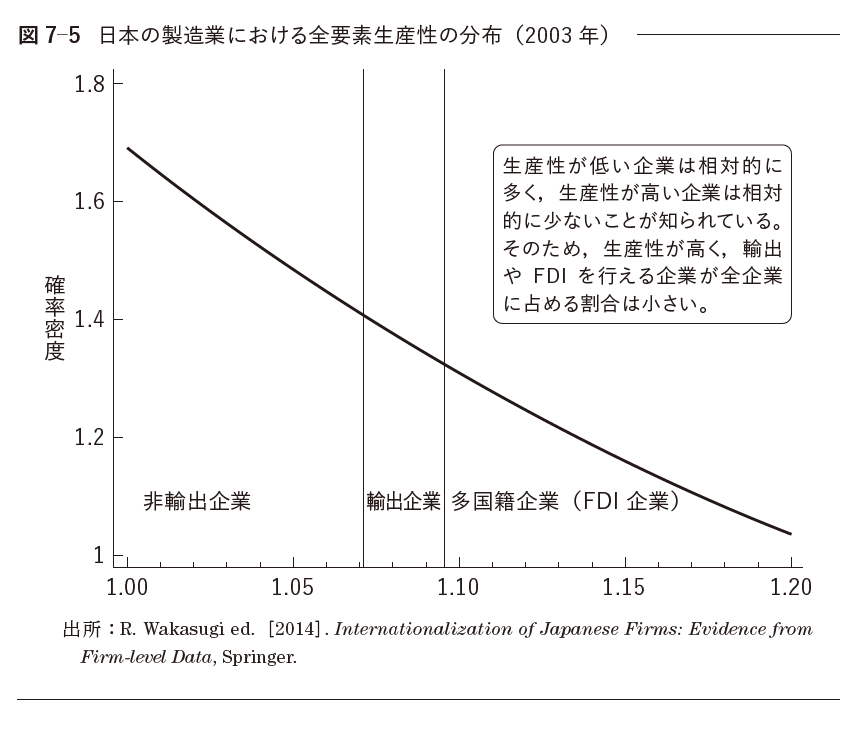 図 7-5 日本の製造業における全要素生産性の分布（2003 年）
1.8
1.6
1.4
1.2
1
確率密度
生産性が低い企業は相対的に
多く，生産性が高い企業は相対
的に少ないことが知られている。
そのため，生産性が高く，輸出
や FDI を行える企業が全企業
に占める割合は小さい。
非輸出企業
輸出企業
多国籍企業（FDI 企業）
1.00
1.05
1.10
1.15
1.20
出所：R. Wakasugi ed. [2014]. Internationalization of Japanese Firms: Evidence from
Firm-level Data, Springer.